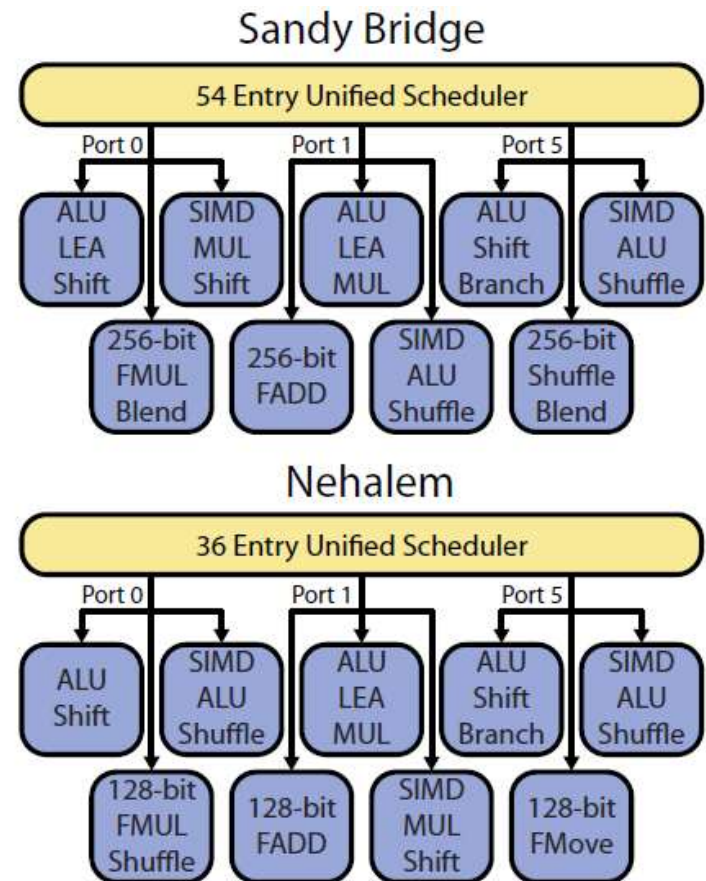 Sandy Bridge
54 Entry Unified Scheduler
Port 0
Port 1
Port 5
ALU
LEA
Shift
SIMD
MUL
Shift
ALU
LEA
MUL
ALU
Shift
Branch
SIMD
ALU
Shuffle
256-bit
FMUL
Blend
256-bit
FADD
SIMD
ALU
Shuffle
256-bit
Shuffle
Blend
Nehalem
36 Entry Unified Scheduler
Port 0
Port 1
Port 5
ALU
Shift
SIMD
ALU
Shuffle
ALU
LEA
MUL
ALU
Shift
Branch
SIMD
ALU
Shuffle
128-bit
FMUL
Shuffle
128-bit
FADD
SIMD
MUL
Shift
128-bit
FMove